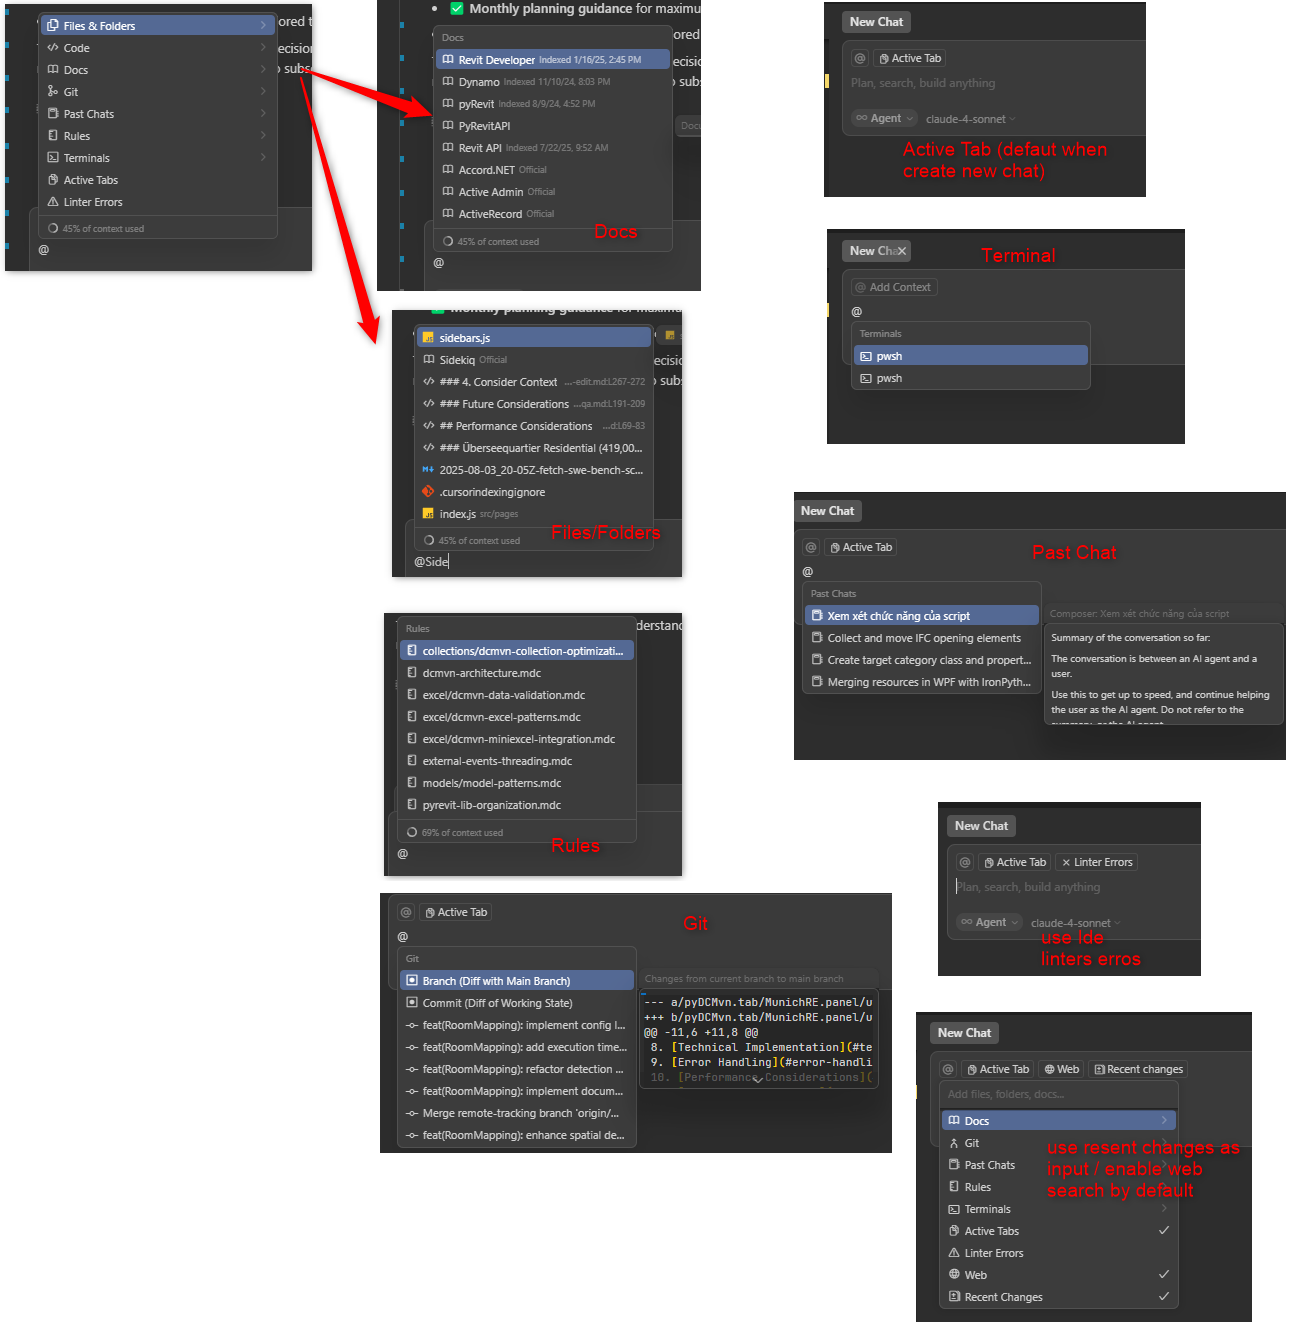 Files & Folders
Code
Docs
Git
Past Chats
Rules
Terminals
Active Tabs
Linter Errors
45% of context used
@
ored t
ecision
subs
Monthly planning guidance for maximu
Docs
Revit Developer Indexed 1/16/25, 2:45 PM
Dynamo Indexed 11/10/24, 8:03 PM
pyRevit Indexed 8/9/24, 4:52 PM
PyRevitAPI
Revit API Indexed 7/22/25, 9:52 AM
Accord.NET Official
Active Admin Official
ActiveRecord Official
45% of context used
Docs
@
ored
ecisio
subs
Docu
Monthly planning guidance for maximu
sidebars.js
Sidekiq Official
### 4. Consider Context ...-edit.md:L267-272
### Future Considerations ...qa.md:L191-209
## Performance Considerations ...d:L69-83
### Überseequartier Residential (419,00...
2025-08-03_20-05Z-fetch-swe-bench-sc...
.cursorindexingignore
index.js src/pages
45% of context used
Files/Folders
@Side
ecisio
subs
Rules
collections/dcmvn-collection-optimizati...
dcmvn-architecture.mdc
excel/dcmvn-data-validation.mdc
excel/dcmvn-excel-patterns.mdc
excel/dcmvn-miniexcel-integration.mdc
external-events-threading.mdc
models/model-patterns.mdc
pyrevit-lib-organization.mdc
69% of context used
Rules
@
derstand
@ Active Tab
@
Git
Git
Branch (Diff with Main Branch)
Commit (Diff of Working State)
feat(RoomMapping): implement config l...
feat(RoomMapping): add execution time...
feat(RoomMapping): refactor detection ...
feat(RoomMapping): implement docum...
Merge remote-tracking branch 'origin/...
feat(RoomMapping): enhance spatial de...
Changes from current branch to main branch
--- a/pyDCMvn.tab/MunichRE.panel/u
+++ b/pyDCMvn.tab/MunichRE.panel/u
@@ -11,6 +11,8 @@
8. [Technical Implementation](#te
9. [Error Handling](#error-handli
10. [Performance Considerations](
New Chat
@ Active Tab
Plan, search, build anything
Agent claude-4-sonnet
Active Tab (defaut when
create new chat)
New Cha
Terminal
@ Add Context
@
Terminals
pwsh
pwsh
New Chat
@ Active Tab
Past Chat
@
Past Chats
Xem xét chức năng của script
Collect and move IFC opening elements
Create target category class and propert...
Merging resources in WPF with IronPyth...
Composer: Xem xét chức năng của script
Summary of the conversation so far:
The conversation is between an AI agent and a
user.
Use this to get up to speed, and continue helping
the user as the AI agent. Do not refer to the
summary, or the AI agent
New Chat
@ Active Tab Linter Errors
Plan, search, build anything
Agent claude-4-sonnet
use Ide
linters erros
New Chat
@ Active Tab Web Recent changes
Add files, folders, docs...
Docs
Git
Past Chats
Rules
Terminals
Active Tabs
Linter Errors
Web
Recent Changes
use resent changes as
input / enable web
search by default